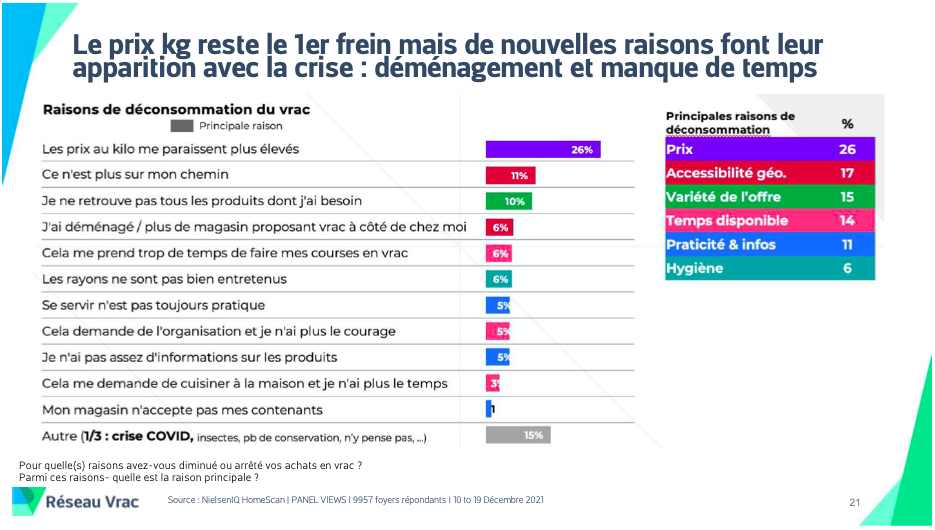 Le prix kg reste le 1er frein mais de nouvelles raisons font leur
apparition avec la crise : déménagement et manque de temps
Raisons de déconsommation du vrac
Principale raison
Les prix au kilo me paraissent plus élevés 26%
Ce n'est plus sur mon chemin 11%
Je ne retrouve pas tous les produits dont j'ai besoin 10%
J'ai déménagé / plus de magasin proposant vrac à côté de chez moi 6%
Cela me prend trop de temps de faire mes courses en vrac 6%
Les rayons ne sont pas bien entretenus 6%
Se servir n'est pas toujours pratique 5%
Cela demande de l'organisation et je n'ai plus le courage 5%
Je n'ai pas assez d'informations sur les produits 5%
Cela me demande de cuisiner à la maison et je n'ai plus le temps 3%
Mon magasin n'accepte pas mes contenants 1
Autre (1/3 : crise COVID, insectes, pb de conservation, n'y pense pas, ...) 15%
Principales raisons de
déconsommation %
Prix 26
Accessibilité géo. 17
Variété de l'offre 15
Temps disponible 14
Praticité & infos 11
Hygiène 6
Pour quelle(s) raisons avez-vous diminué ou arrêté vos achats en vrac ?
Parmi ces raisons- quelle est la raison principale ?
Réseau Vrac
Source : NielsenIQ HomeScan | PANEL VIEWS I 9957 foyers répondants I 10 to 19 Décembre 2021
21